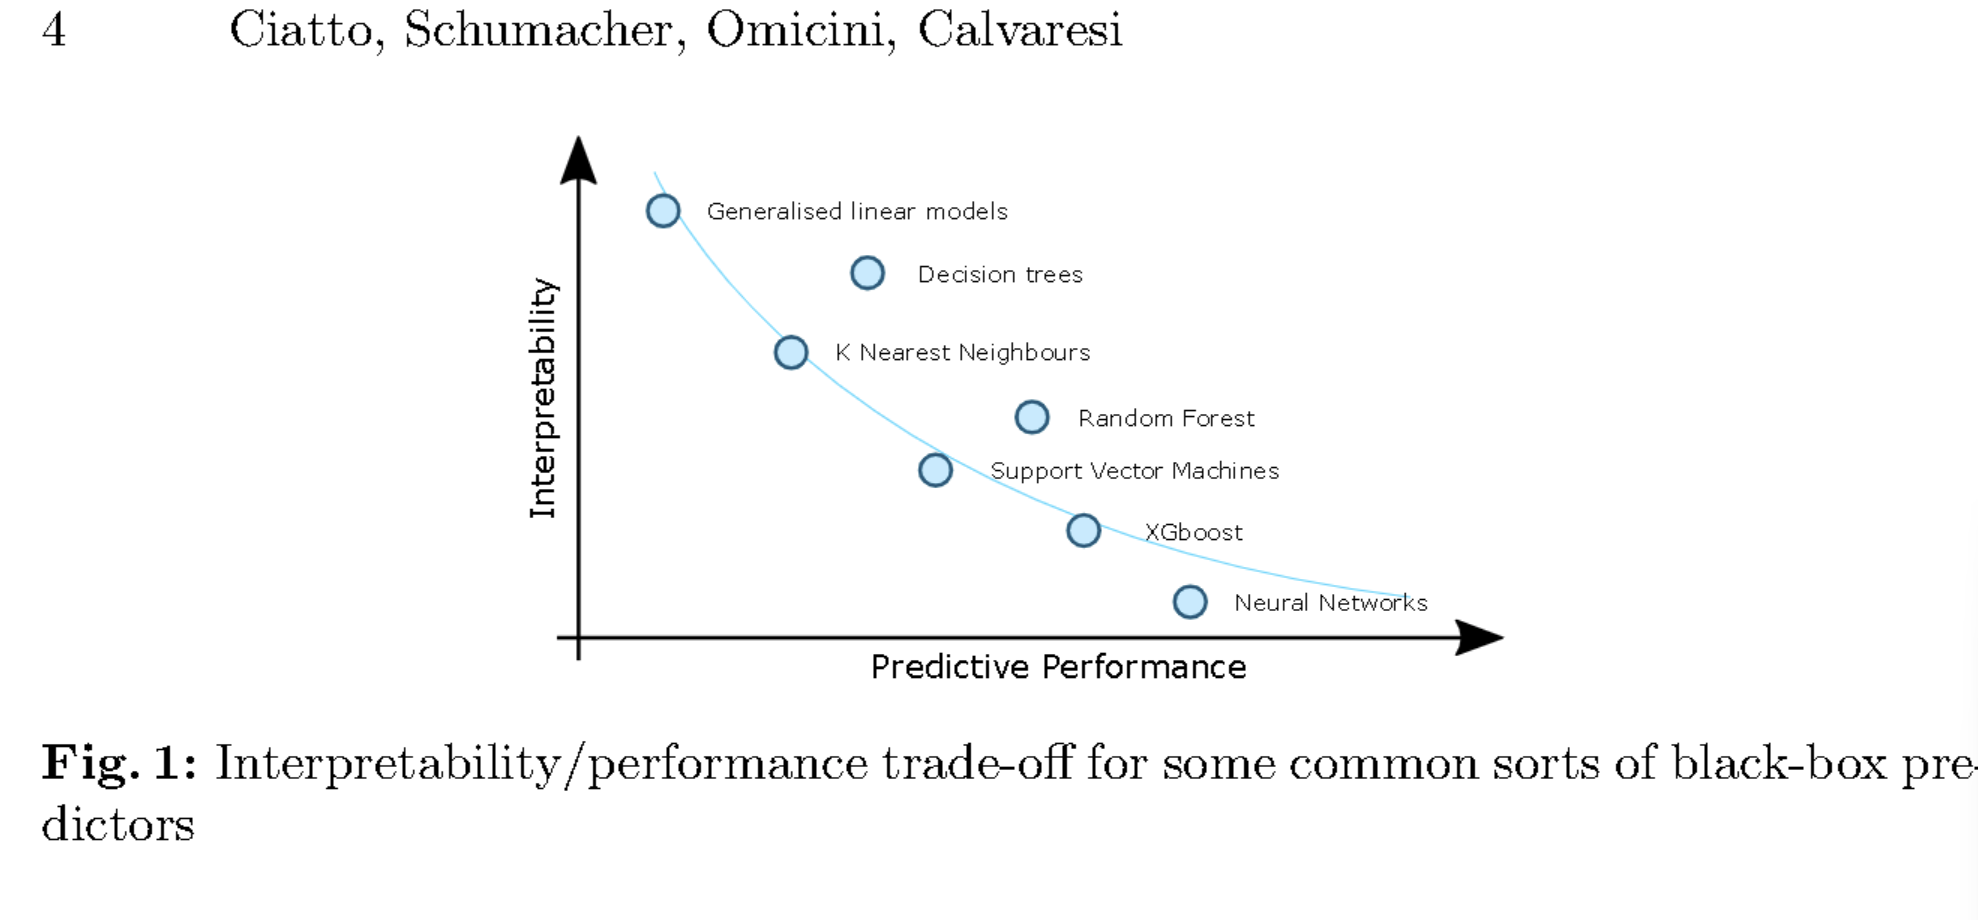 4 Ciatto, Schumacher, Omicini, Calvaresi
Generalised linear models
Decision trees
K Nearest Neighbours
Random Forest
Support Vector Machines
XGboost
Neural Networks
Interpretability
Predictive Performance
Fig. 1: Interpretability/performance trade-off for some common sorts of black-box pre-
dictors